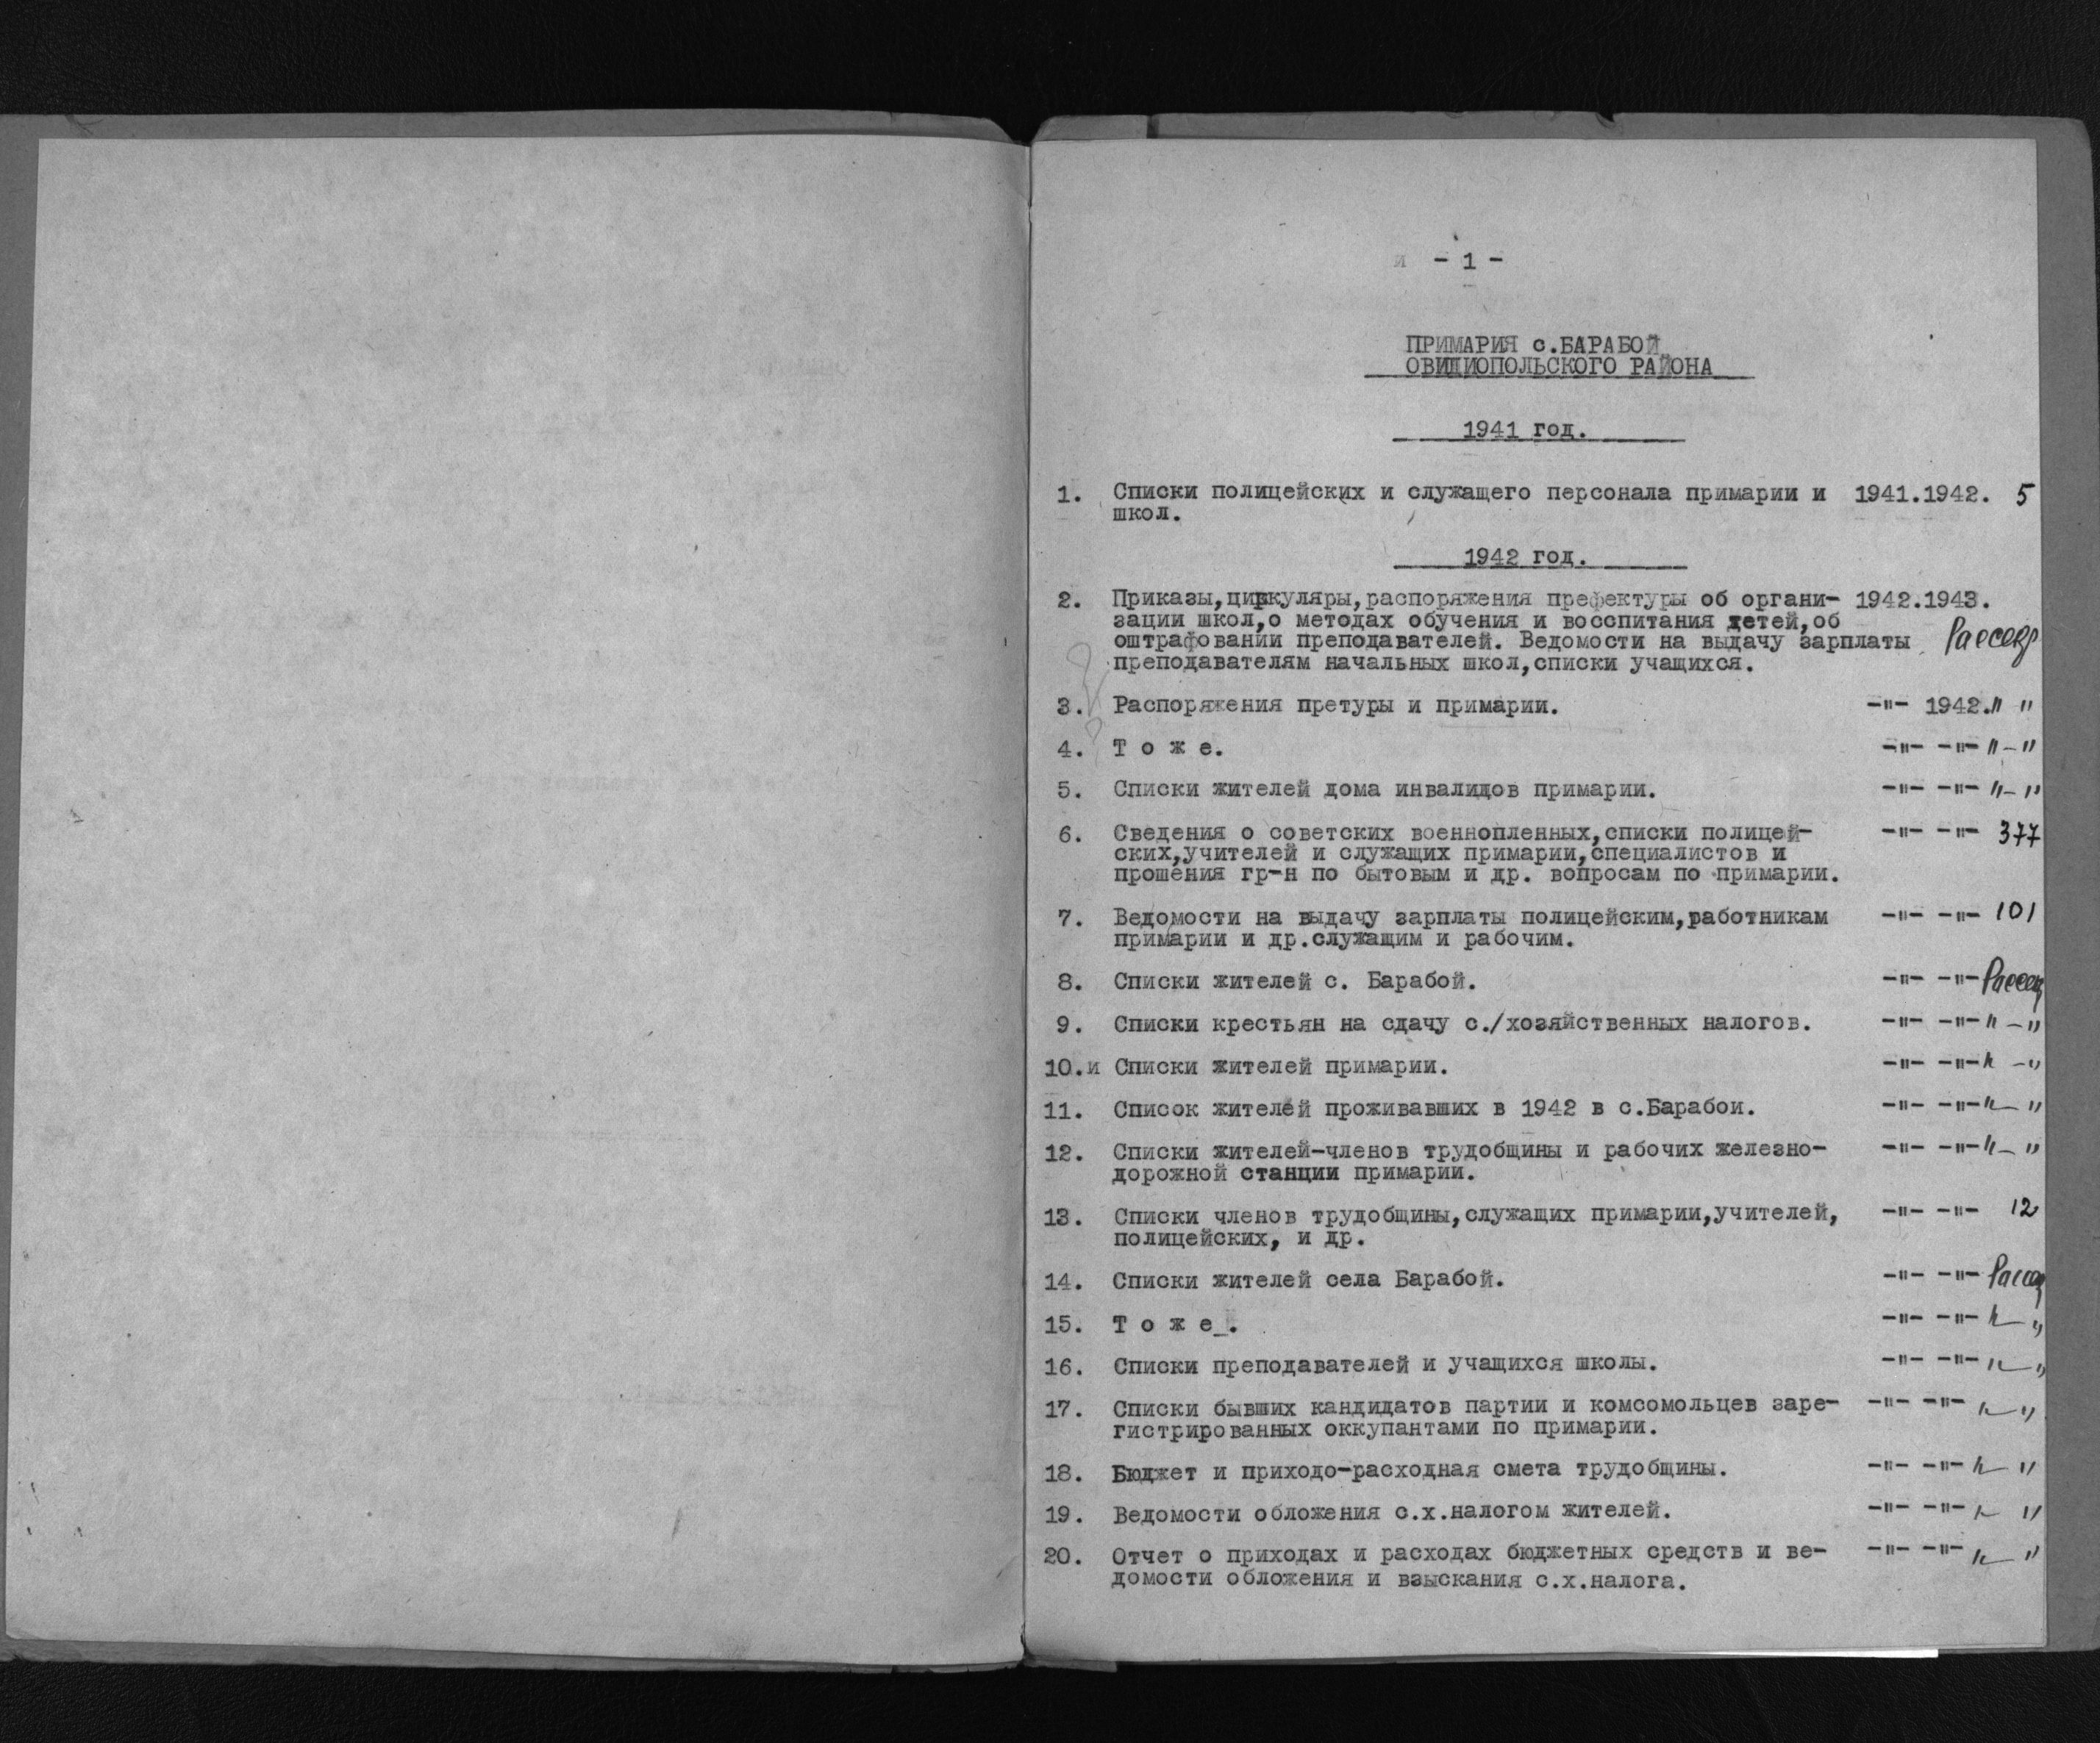 - 1 -
ПРИМАРИЯ с.БАРАБОЙ
ОВИДИОПОЛЬСКОГО РАЙОНА
1941 год.
1. Списки полицейских и служащего персонала примарии и 1941.1942. 5
школ.
1942 год.
2. Приказы,циркуляры,распоряжения префектуры об органи- 1942.1943.
зации школ,о методах обучения и восспитания детей,об
оштрафовании преподавателей. Ведомости на выдачу зарплаты Рассекр
преподавателям начальных школ,списки учащихся.
3. Распоряжения претуры и примарии. -"- 1942." "
4. Т о ж е. -"- -"- "-"
5. Списки жителей дома инвалидов примарии. -"- -"- "-"
6. Сведения о советских военнопленных,списки полицей- -"- -"- 377
ских,учителей и служащих примарии,специалистов и
прошения гр-н по бытовым и др. вопросам по примарии.
7. Ведомости на выдачу зарплаты полицейским,работникам -"- -"- 101
примарии и др.служащим и рабочим.
8. Списки жителей с. Барабой. -"- -"- Рассек
9. Списки крестьян на сдачу с./хозяйственных налогов. -"- -"- "-"
10.и Списки жителей примарии. -"- -"- "-"
11. Список жителей проживавших в 1942 в с.Барабои. -"- -"- "-"
12. Списки жителей-членов трудобщины и рабочих железно- -"- -"- "-"
дорожной станции примарии.
13. Списки членов трудобщины,служащих примарии,учителей, -"- -"- 12
полицейских, и др.
14. Списки жителей села Барабой. -"- -"- Рассек
15. Т о ж е_. -"- -"- "-"
16. Списки преподавателей и учащихся школы. -"- -"- "-"
17. Списки бывших кандидатов партии и комсомольцев заре- -"- -"- "-"
гистрированных оккупантами по примарии.
18. Бюджет и приходо-расходная смета трудобщины. -"- -"- "-"
19. Ведомости обложения с.х.налогом жителей. -"- -"- "-"
20. Отчет о приходах и расходах бюджетных средств и ве- -"- -"- "-"
домости обложения и взыскания с.х.налога.